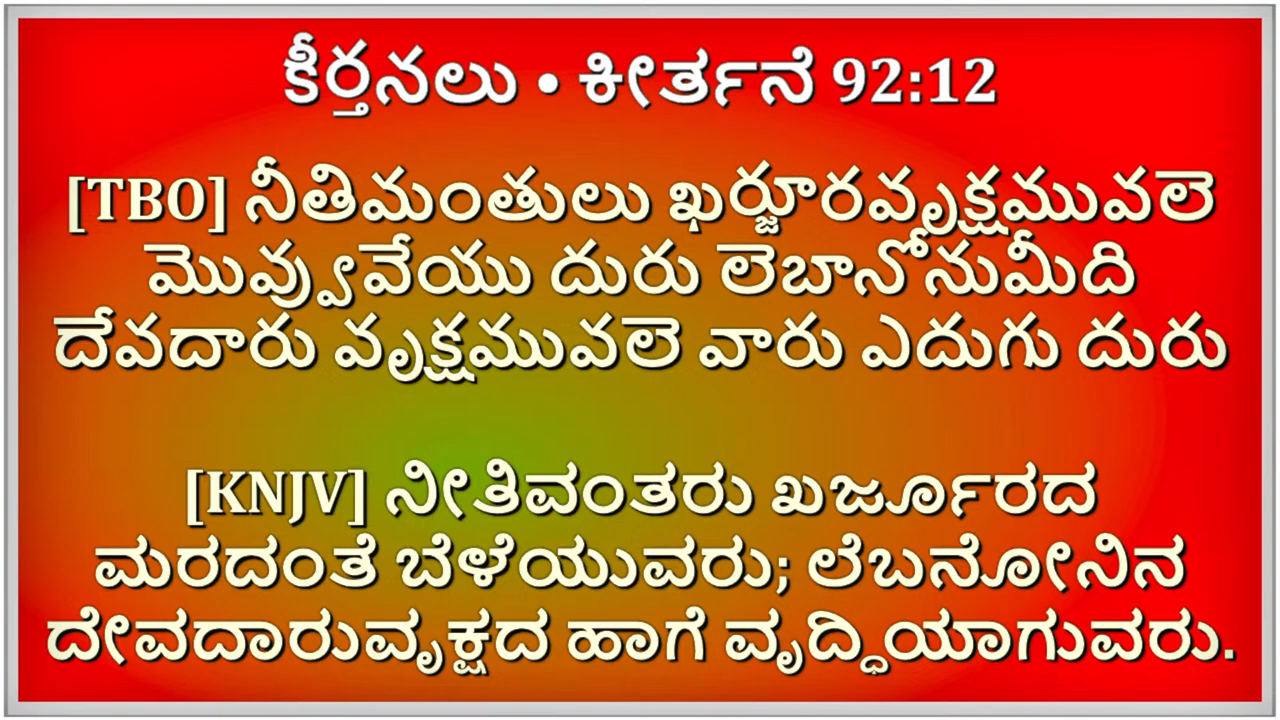 కీర్తనలు • ಕೀರ್ತನೆ 92:12
[TBO] నీతిమంతులు ఖర్జూరవృక్షమువలె
మొవ్వువేయు దురు లెబానోనుమీది
దేవదారు వృక్షమువలె వారు ఎదుగు దురు
[KNJV] ನೀತಿವಂತರು ಖರ್ಜೂರದ
ಮರದಂತೆ ಬೆಳೆಯುವರು; ಲೆಬನೋನಿನ
ದೇವದಾರುವೃಕ್ಷದ ಹಾಗೆ ವೃದ್ಧಿಯಾಗುವರು.